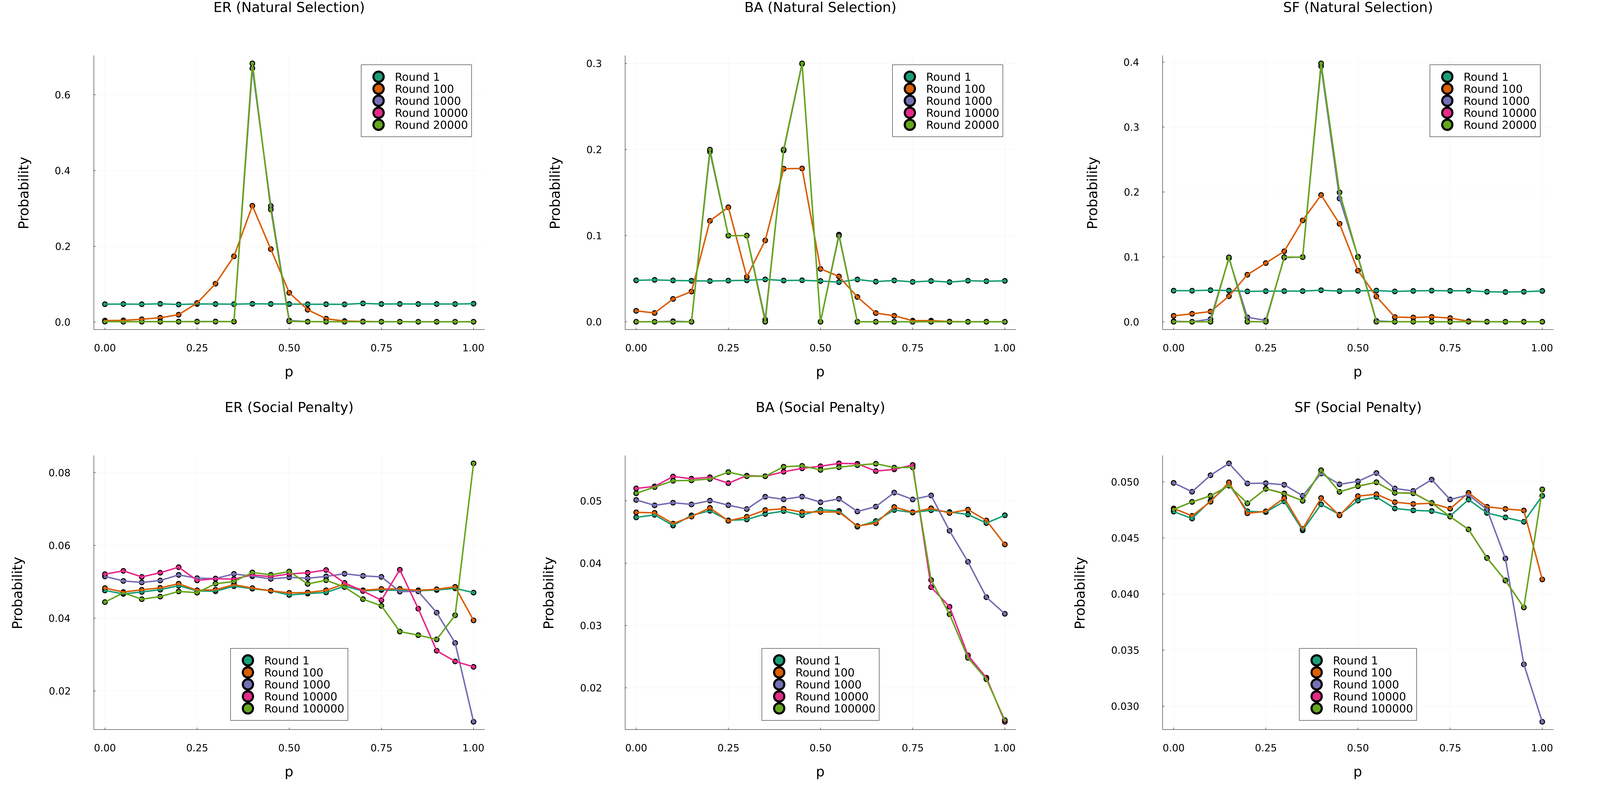 ER (Natural Selection)
Probability
0.6
0.4
0.2
0.0
0.00 0.25 0.50 0.75 1.00
p
Round 1
Round 100
Round 1000
Round 10000
Round 20000
BA (Natural Selection)
Probability
0.3
0.2
0.1
0.0
0.00 0.25 0.50 0.75 1.00
p
Round 1
Round 100
Round 1000
Round 10000
Round 20000
SF (Natural Selection)
Probability
0.4
0.3
0.2
0.1
0.0
0.00 0.25 0.50 0.75 1.00
p
Round 1
Round 100
Round 1000
Round 10000
Round 20000
ER (Social Penalty)
Probability
0.08
0.06
0.04
0.02
0.00 0.25 0.50 0.75 1.00
p
Round 1
Round 100
Round 1000
Round 10000
Round 100000
BA (Social Penalty)
Probability
0.05
0.04
0.03
0.02
0.00 0.25 0.50 0.75 1.00
p
Round 1
Round 100
Round 1000
Round 10000
Round 100000
SF (Social Penalty)
Probability
0.050
0.045
0.040
0.035
0.030
0.00 0.25 0.50 0.75 1.00
p
Round 1
Round 100
Round 1000
Round 10000
Round 100000